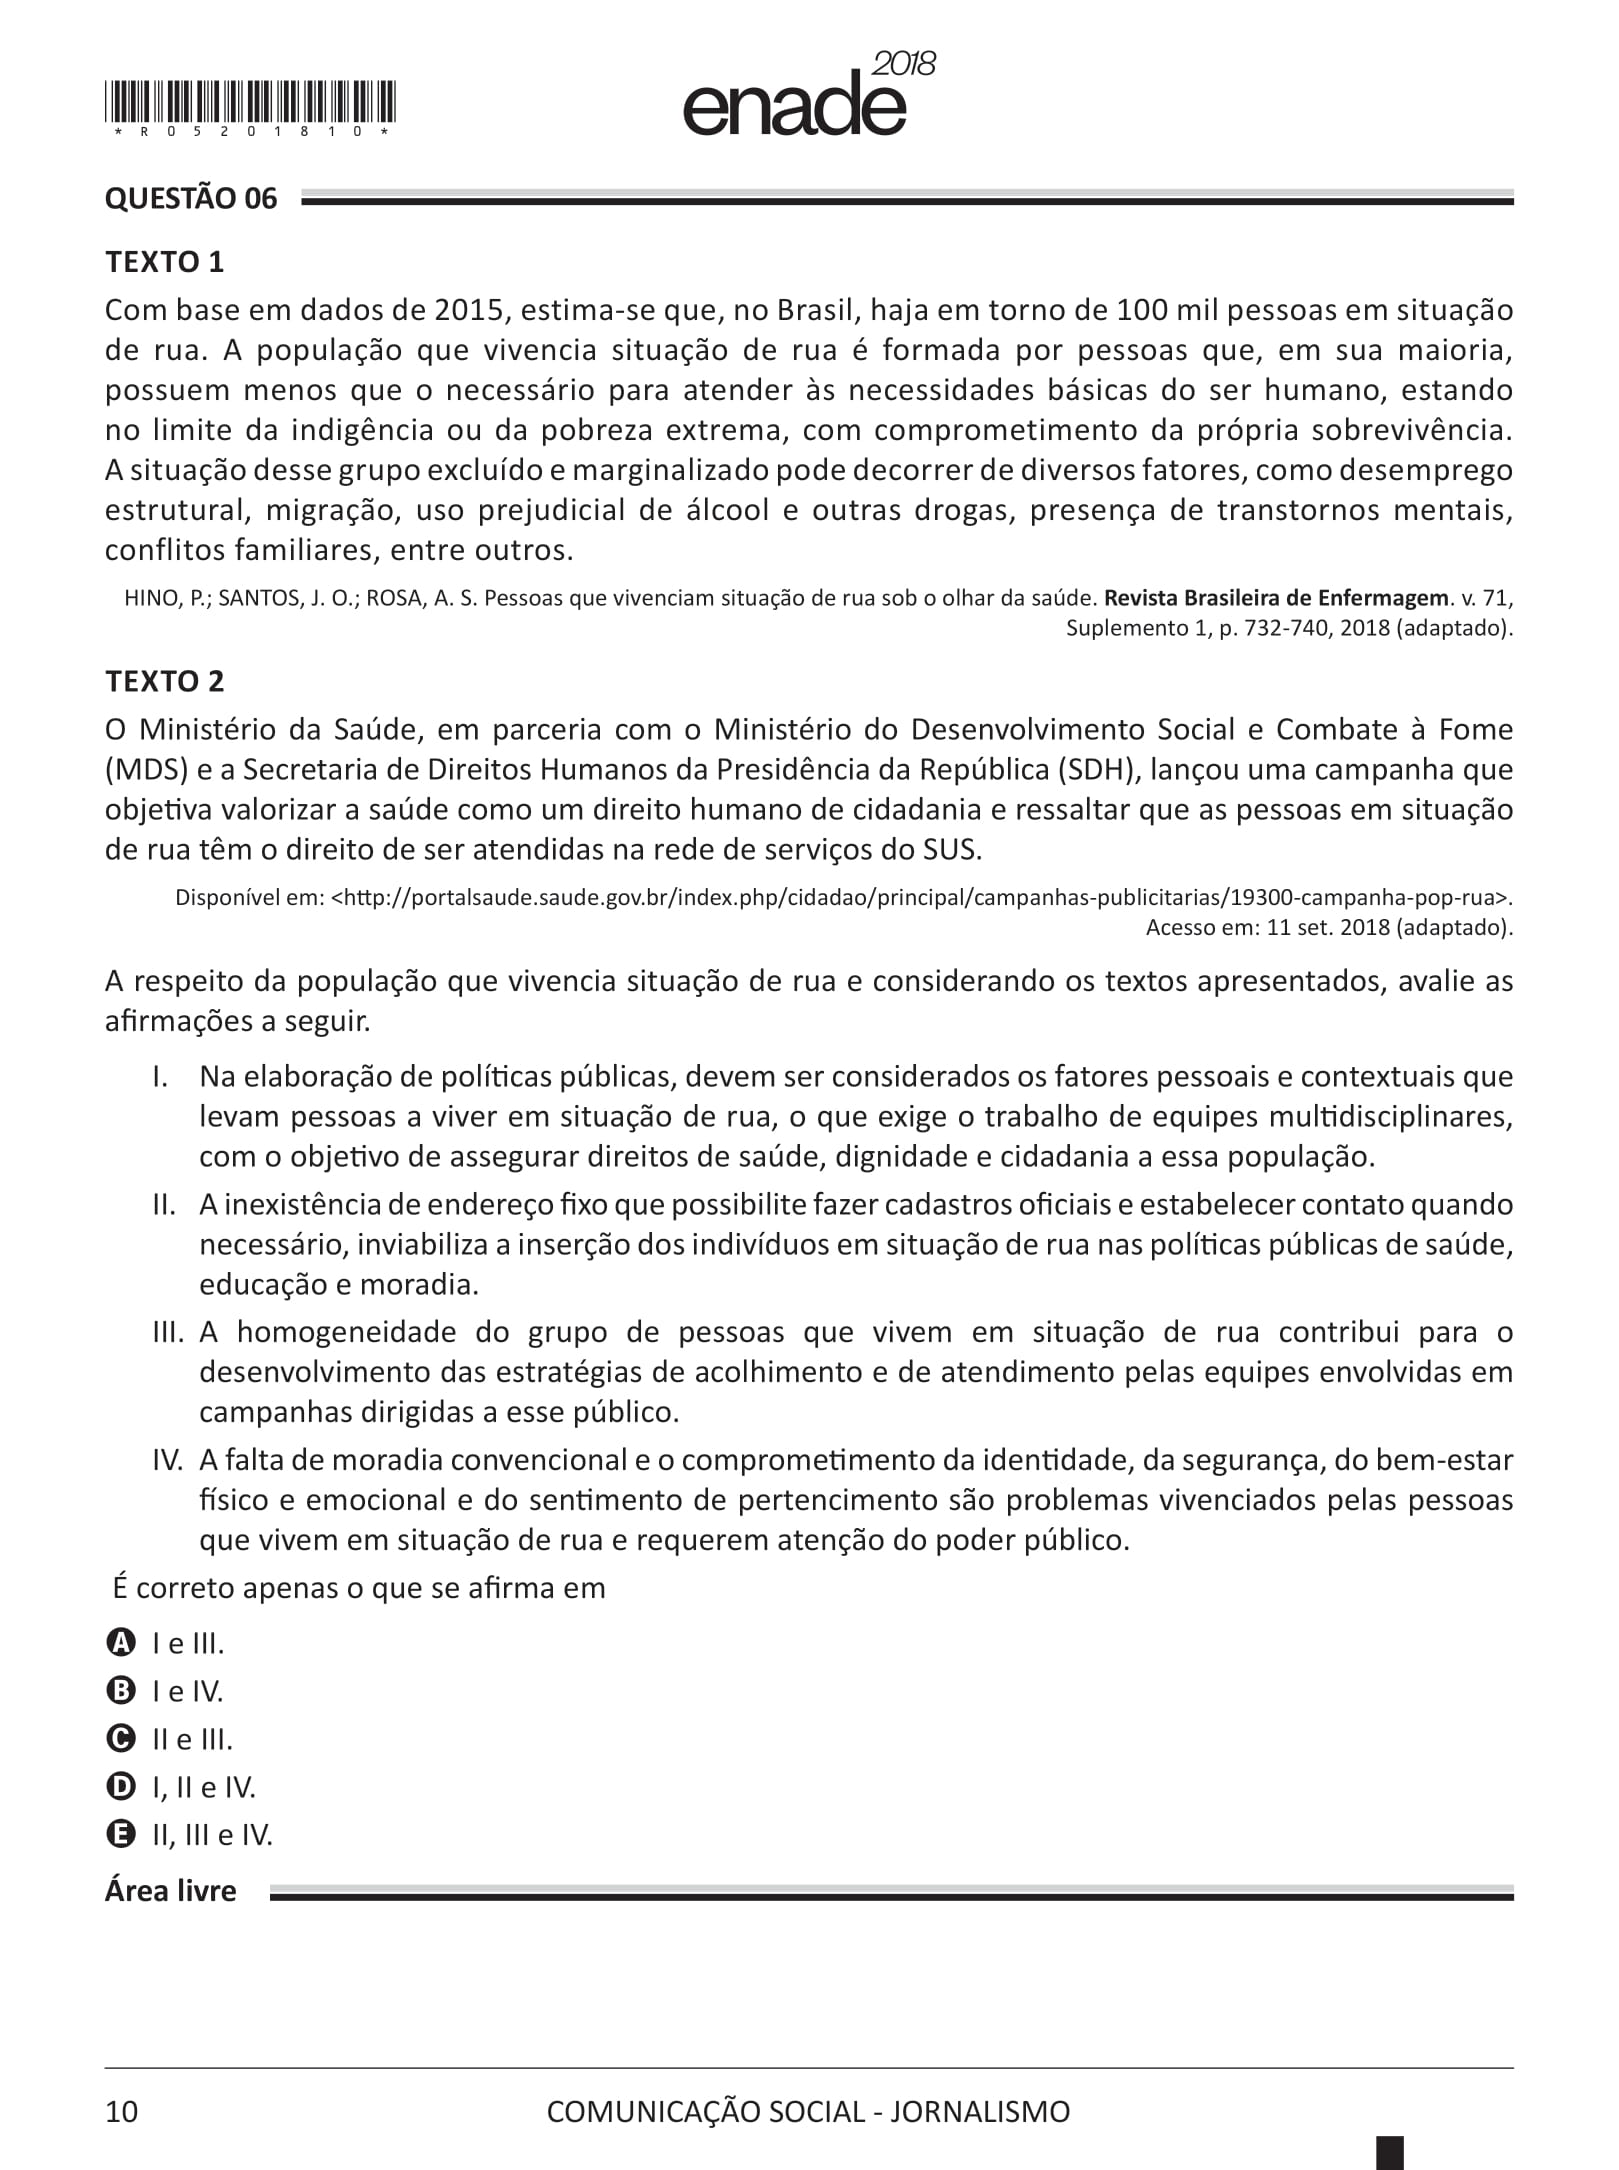 enade2018
*R05201810*
QUESTÃO 06
TEXTO 1
Com base em dados de 2015, estima-se que, no Brasil, haja em torno de 100 mil pessoas em situação
de rua. A população que vivencia situação de rua é formada por pessoas que, em sua maioria,
possuem menos que o necessário para atender às necessidades básicas do ser humano, estando
no limite da indigência ou da pobreza extrema, com comprometimento da própria sobrevivência.
A situação desse grupo excluído e marginalizado pode decorrer de diversos fatores, como desemprego
estrutural, migração, uso prejudicial de álcool e outras drogas, presença de transtornos mentais,
conflitos familiares, entre outros.
HINO, P.; SANTOS, J. O.; ROSA, A. S. Pessoas que vivenciam situação de rua sob o olhar da saúde. Revista Brasileira de Enfermagem. v. 71,
Suplemento 1, p. 732-740, 2018 (adaptado).
TEXTO 2
O Ministério da Saúde, em parceria com o Ministério do Desenvolvimento Social e Combate à Fome
(MDS) e a Secretaria de Direitos Humanos da Presidência da República (SDH), lançou uma campanha que
objetiva valorizar a saúde como um direito humano de cidadania e ressaltar que as pessoas em situação
de rua têm o direito de ser atendidas na rede de serviços do SUS.
Disponível em: <http://portalsaude.saude.gov.br/index.php/cidadao/principal/campanhas-publicitarias/19300-campanha-pop-rua>.
Acesso em: 11 set. 2018 (adaptado).
A respeito da população que vivencia situação de rua e considerando os textos apresentados, avalie as
afirmações a seguir.
I. Na elaboração de políticas públicas, devem ser considerados os fatores pessoais e contextuais que
levam pessoas a viver em situação de rua, o que exige o trabalho de equipes multidisciplinares,
com o objetivo de assegurar direitos de saúde, dignidade e cidadania a essa população.
II. A inexistência de endereço fixo que possibilite fazer cadastros oficiais e estabelecer contato quando
necessário, inviabiliza a inserção dos indivíduos em situação de rua nas políticas públicas de saúde,
educação e moradia.
III. A homogeneidade do grupo de pessoas que vivem em situação de rua contribui para o
desenvolvimento das estratégias de acolhimento e de atendimento pelas equipes envolvidas em
campanhas dirigidas a esse público.
IV. A falta de moradia convencional e o comprometimento da identidade, da segurança, do bem-estar
físico e emocional e do sentimento de pertencimento são problemas vivenciados pelas pessoas
que vivem em situação de rua e requerem atenção do poder público.
É correto apenas o que se afirma em
A I e III.
B I e IV.
C II e III.
D I, II e IV.
E II, III e IV.
Área livre
10 COMUNICAÇÃO SOCIAL - JORNALISMO